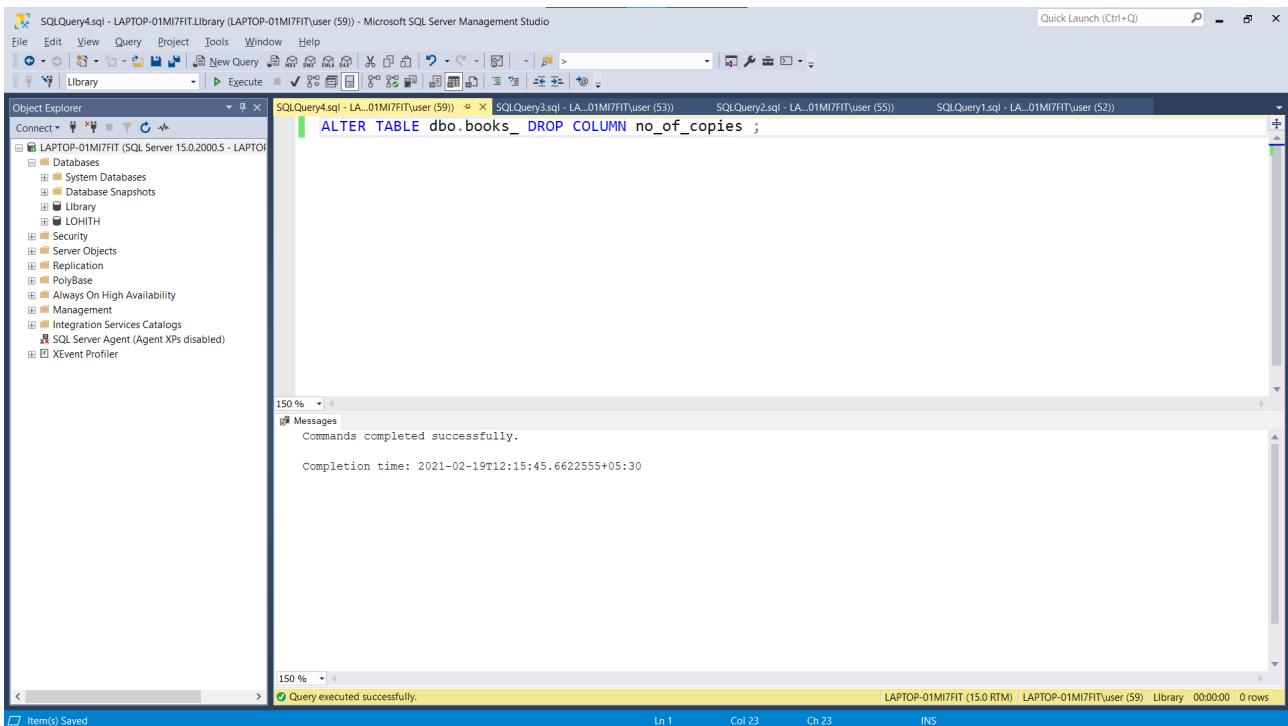 SQLQuery4.sql - LAPTOP-01MI7FIT.LIbrary (LAPTOP-01MI7FIT\user (59)) - Microsoft SQL Server Management Studio
Quick Launch (Ctrl+Q)
File Edit View Query Project Tools Window Help
New Query
LIbrary
Execute
Object Explorer
Connect
LAPTOP-01MI7FIT (SQL Server 15.0.2000.5 - LAPTOP
Databases
System Databases
Database Snapshots
LIbrary
LOHITH
Security
Server Objects
Replication
PolyBase
Always On High Availability
Management
Integration Services Catalogs
SQL Server Agent (Agent XPs disabled)
XEvent Profiler
SQLQuery4.sql - LA...01MI7FIT\user (59))
SQLQuery3.sql - LA...01MI7FIT\user (53))
SQLQuery2.sql - LA...01MI7FIT\user (55))
SQLQuery1.sql - LA...01MI7FIT\user (52))
ALTER TABLE dbo.books_ DROP COLUMN no_of_copies ;
150 %
Messages
Commands completed successfully.
Completion time: 2021-02-19T12:15:45.6622555+05:30
150 %
Query executed successfully.
LAPTOP-01MI7FIT (15.0 RTM) LAPTOP-01MI7FIT\user (59) LIbrary 00:00:00 0 rows
Item(s) Saved
Ln 1 Col 23 Ch 23 INS